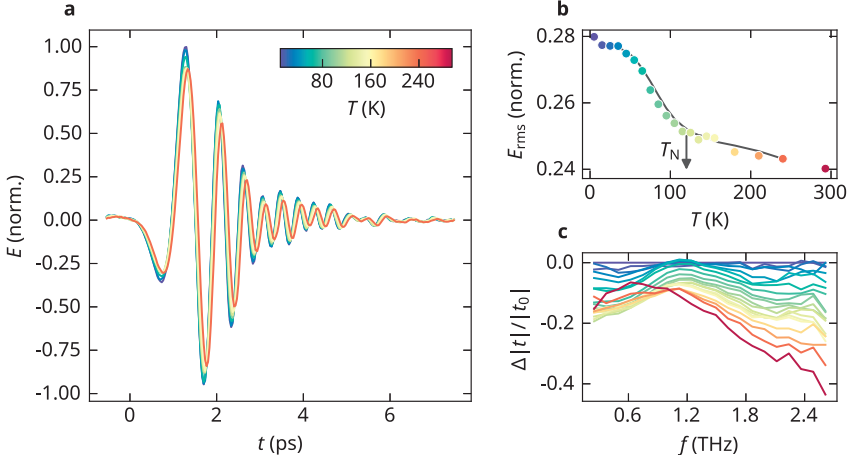 a
1.00
0.75
0.50
0.25
0.00
-0.25
-0.50
-0.75
-1.00
E (norm.)
0 2 4 6
t (ps)
80 160 240
T (K)
b
0.28
0.26
0.24
E_rms (norm.)
T_N
0 100 200 300
T (K)
c
0.0
-0.2
-0.4
Δ|t|/|t_0|
0.6 1.2 1.8 2.4
f (THz)